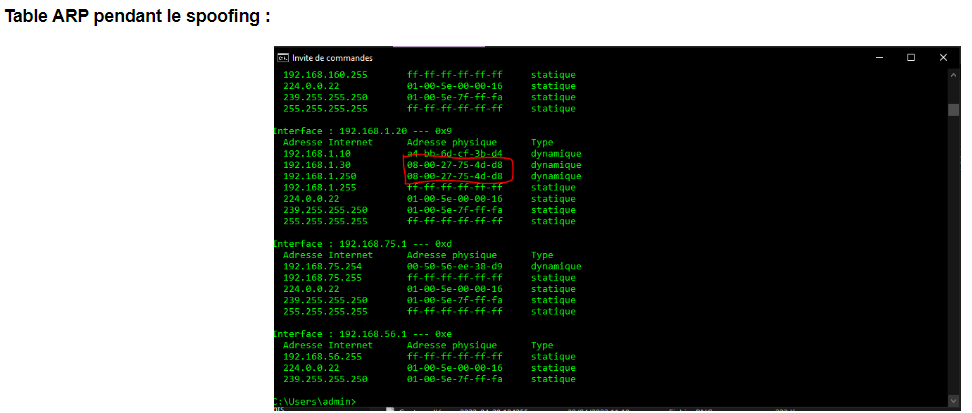 Table ARP pendant le spoofing :
Invite de commandes
192.168.160.255 ff-ff-ff-ff-ff-ff statique
224.0.0.22 01-00-5e-00-00-16 statique
239.255.255.250 01-00-5e-7f-ff-fa statique
255.255.255.255 ff-ff-ff-ff-ff-ff statique
Interface : 192.168.1.20 --- 0x9
Adresse Internet Adresse physique Type
192.168.1.10 a4-bb-6d-cf-3b-d4 dynamique
192.168.1.30 08-00-27-75-4d-d8 dynamique
192.168.1.250 08-00-27-75-4d-d8 dynamique
192.168.1.255 ff-ff-ff-ff-ff-ff statique
224.0.0.22 01-00-5e-00-00-16 statique
239.255.255.250 01-00-5e-7f-ff-fa statique
255.255.255.255 ff-ff-ff-ff-ff-ff statique
Interface : 192.168.75.1 --- 0xd
Adresse Internet Adresse physique Type
192.168.75.254 00-50-56-ee-38-d9 dynamique
192.168.75.255 ff-ff-ff-ff-ff-ff statique
224.0.0.22 01-00-5e-00-00-16 statique
239.255.255.250 01-00-5e-7f-ff-fa statique
255.255.255.255 ff-ff-ff-ff-ff-ff statique
Interface : 192.168.56.1 --- 0xe
Adresse Internet Adresse physique Type
192.168.56.255 ff-ff-ff-ff-ff-ff statique
224.0.0.22 01-00-5e-00-00-16 statique
239.255.255.250 01-00-5e-7f-ff-fa statique
C:\Users\admin>